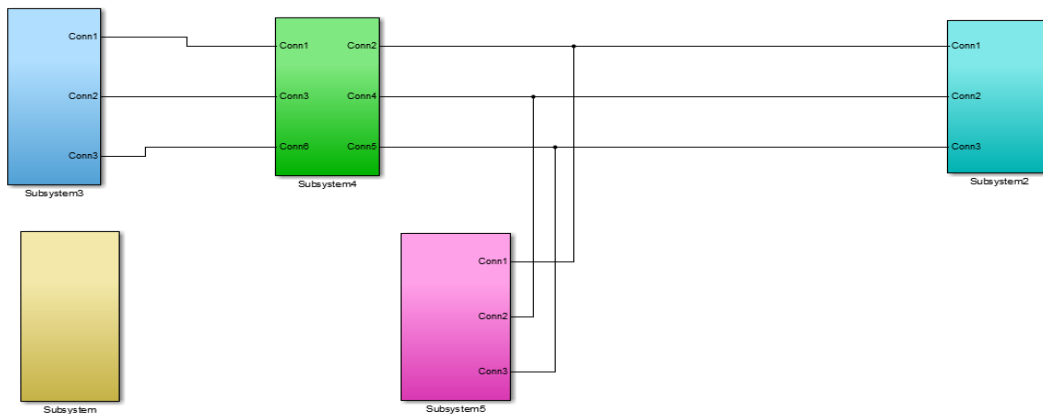 Conn1
Conn2
Conn3
Subsystem3
Conn1
Conn3
Conn6
Conn2
Conn4
Conn5
Subsystem4
Conn1
Conn2
Conn3
Subsystem2
Subsystem
Conn1
Conn2
Conn3
Subsystem5